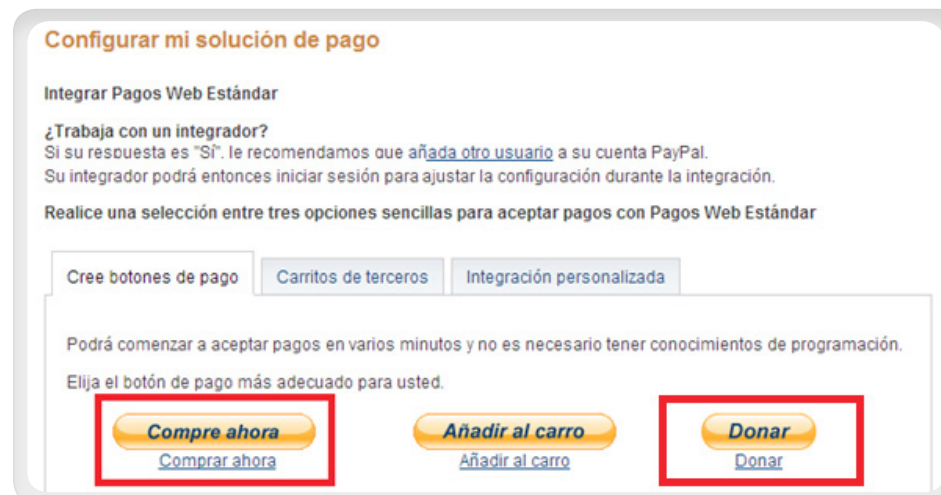 Configurar mi solución de pago
Integrar Pagos Web Estándar
¿Trabaja con un integrador?
Si su respuesta es "Sí", le recomendamos que añada otro usuario a su cuenta PayPal.
Su integrador podrá entonces iniciar sesión para ajustar la configuración durante la integración.
Realice una selección entre tres opciones sencillas para aceptar pagos con Pagos Web Estándar
Cree botones de pago Carritos de terceros Integración personalizada
Podrá comenzar a aceptar pagos en varios minutos y no es necesario tener conocimientos de programación.
Elija el botón de pago más adecuado para usted.
Compre ahora Añadir al carro Donar
Comprar ahora Añadir al carro Donar